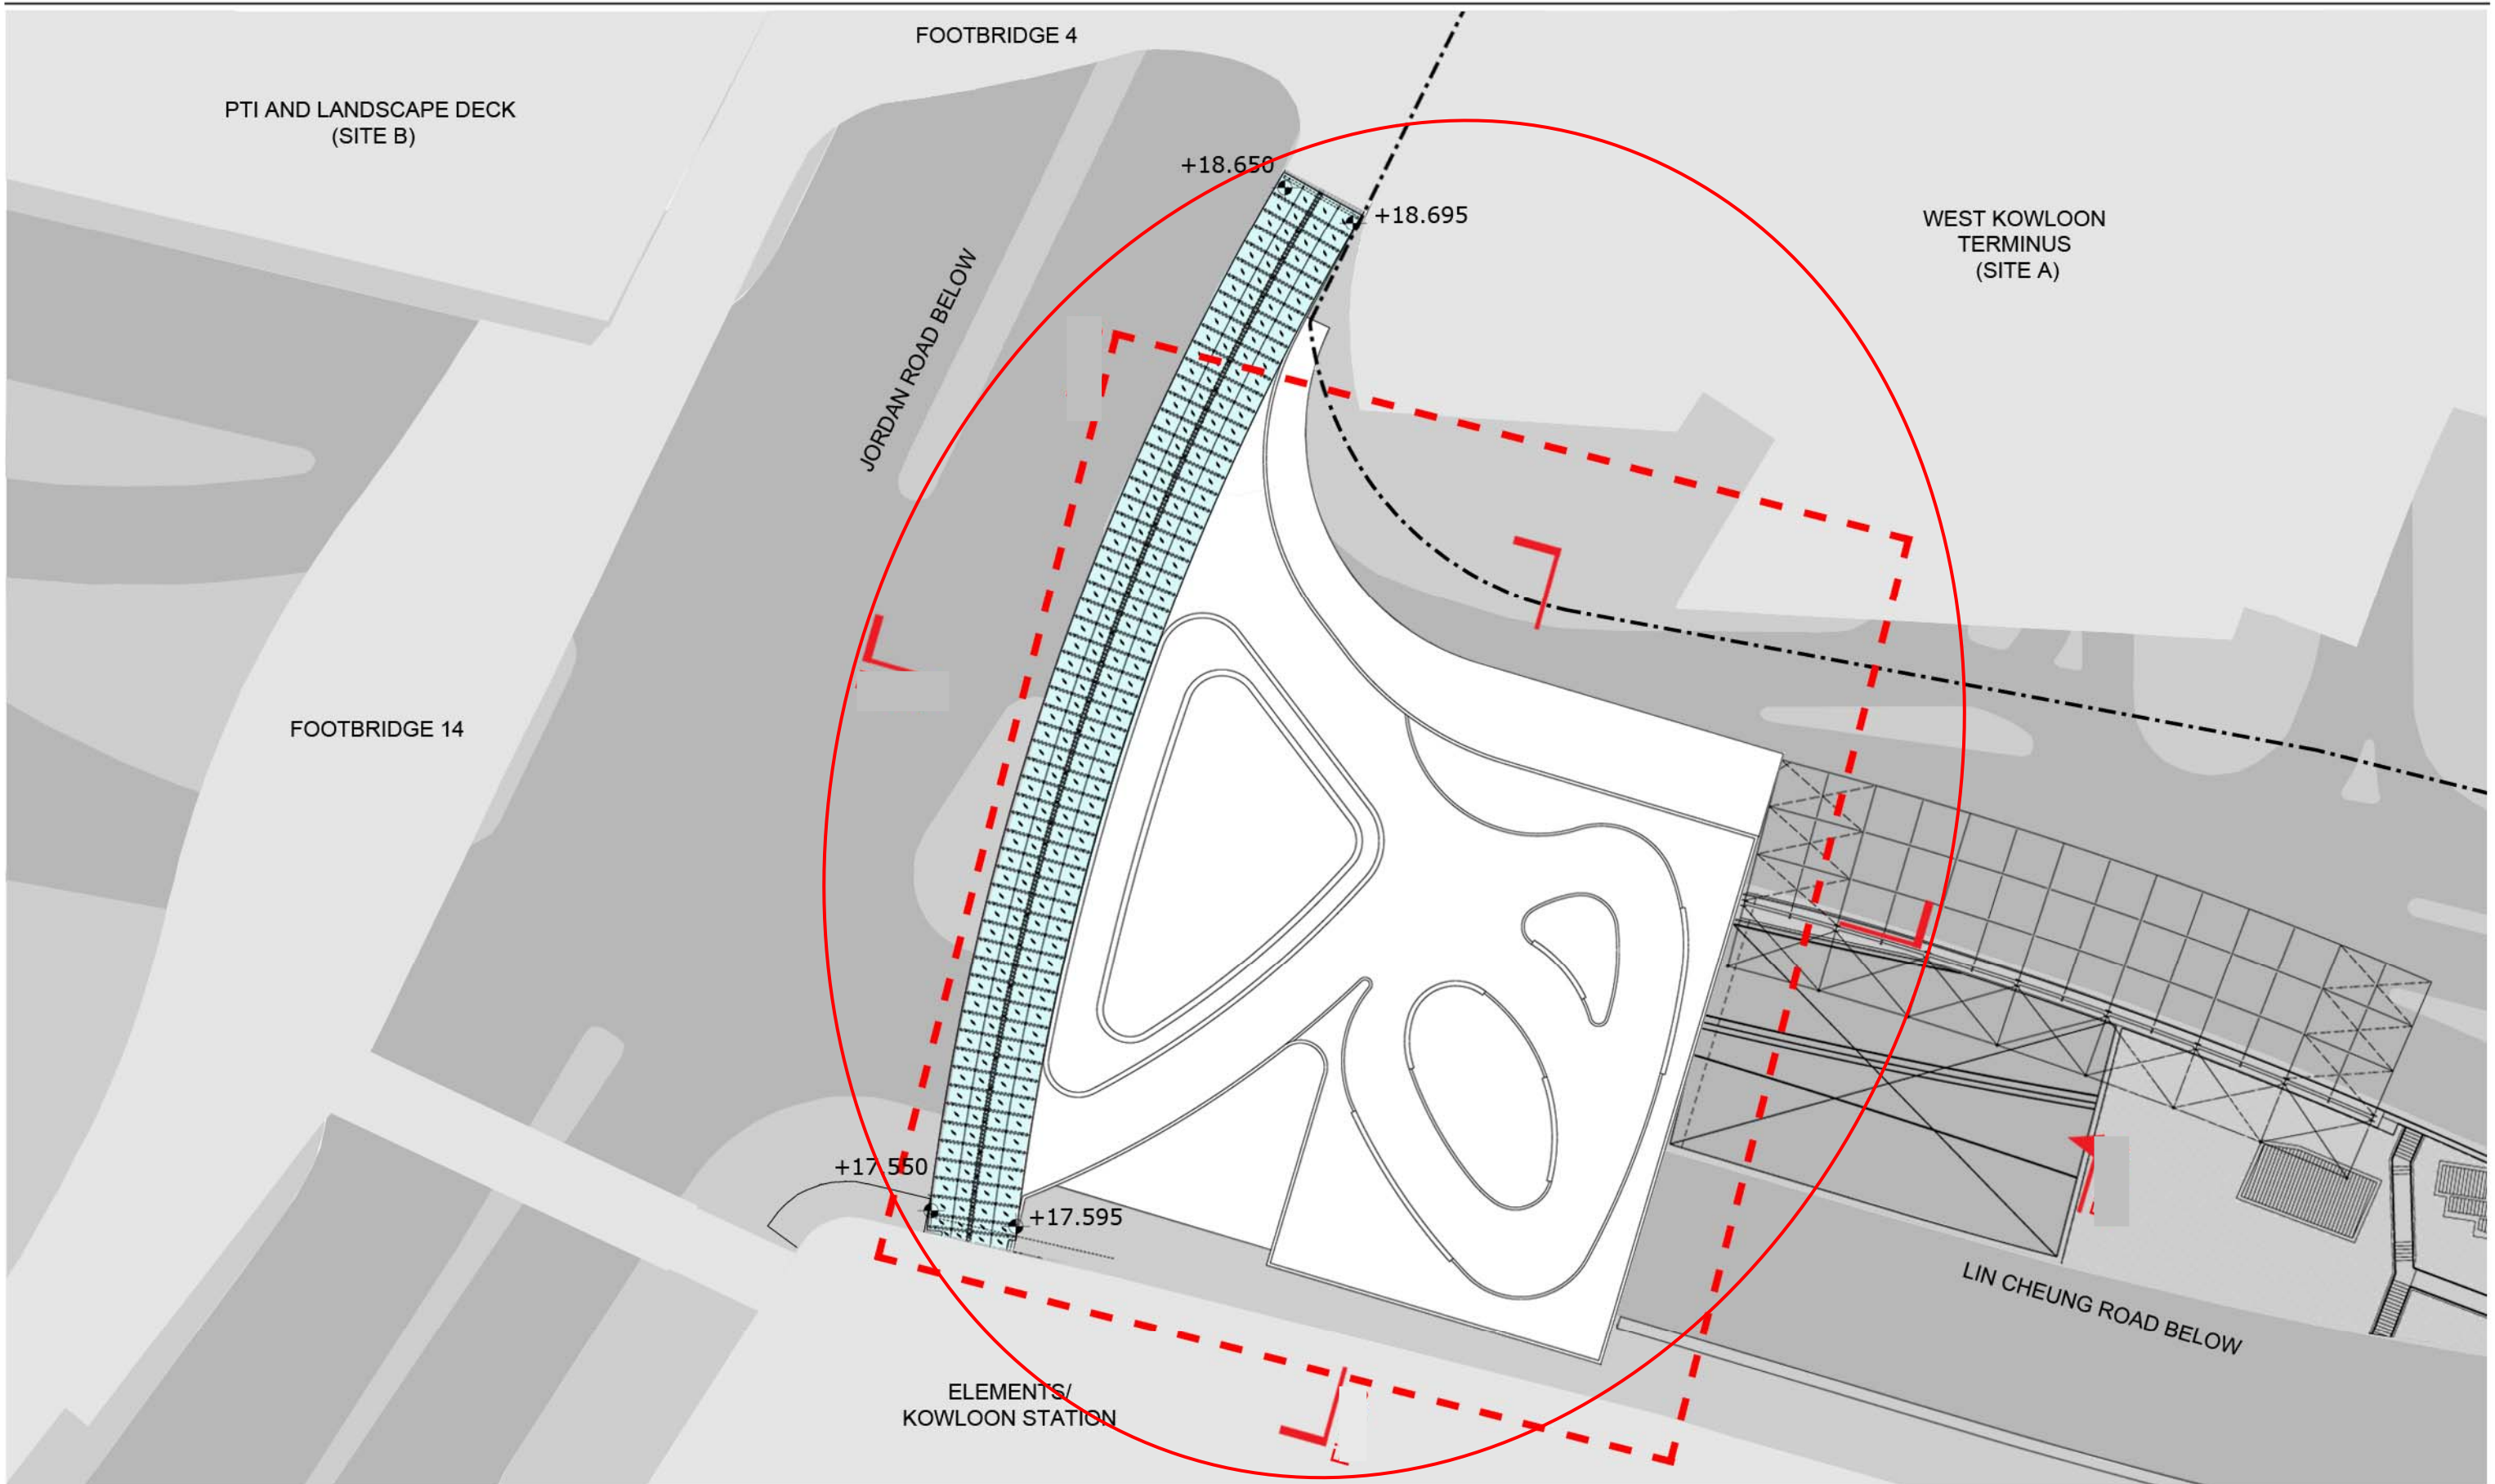 FOOTBRIDGE 4
PTI AND LANDSCAPE DECK
(SITE B)
+18.650
+18.695
WEST KOWLOON
TERMINUS
(SITE A)
JORDAN ROAD BELOW
FOOTBRIDGE 14
+17.550
+17.595
LIN CHEUNG ROAD BELOW
ELEMENTS/
KOWLOON STATION